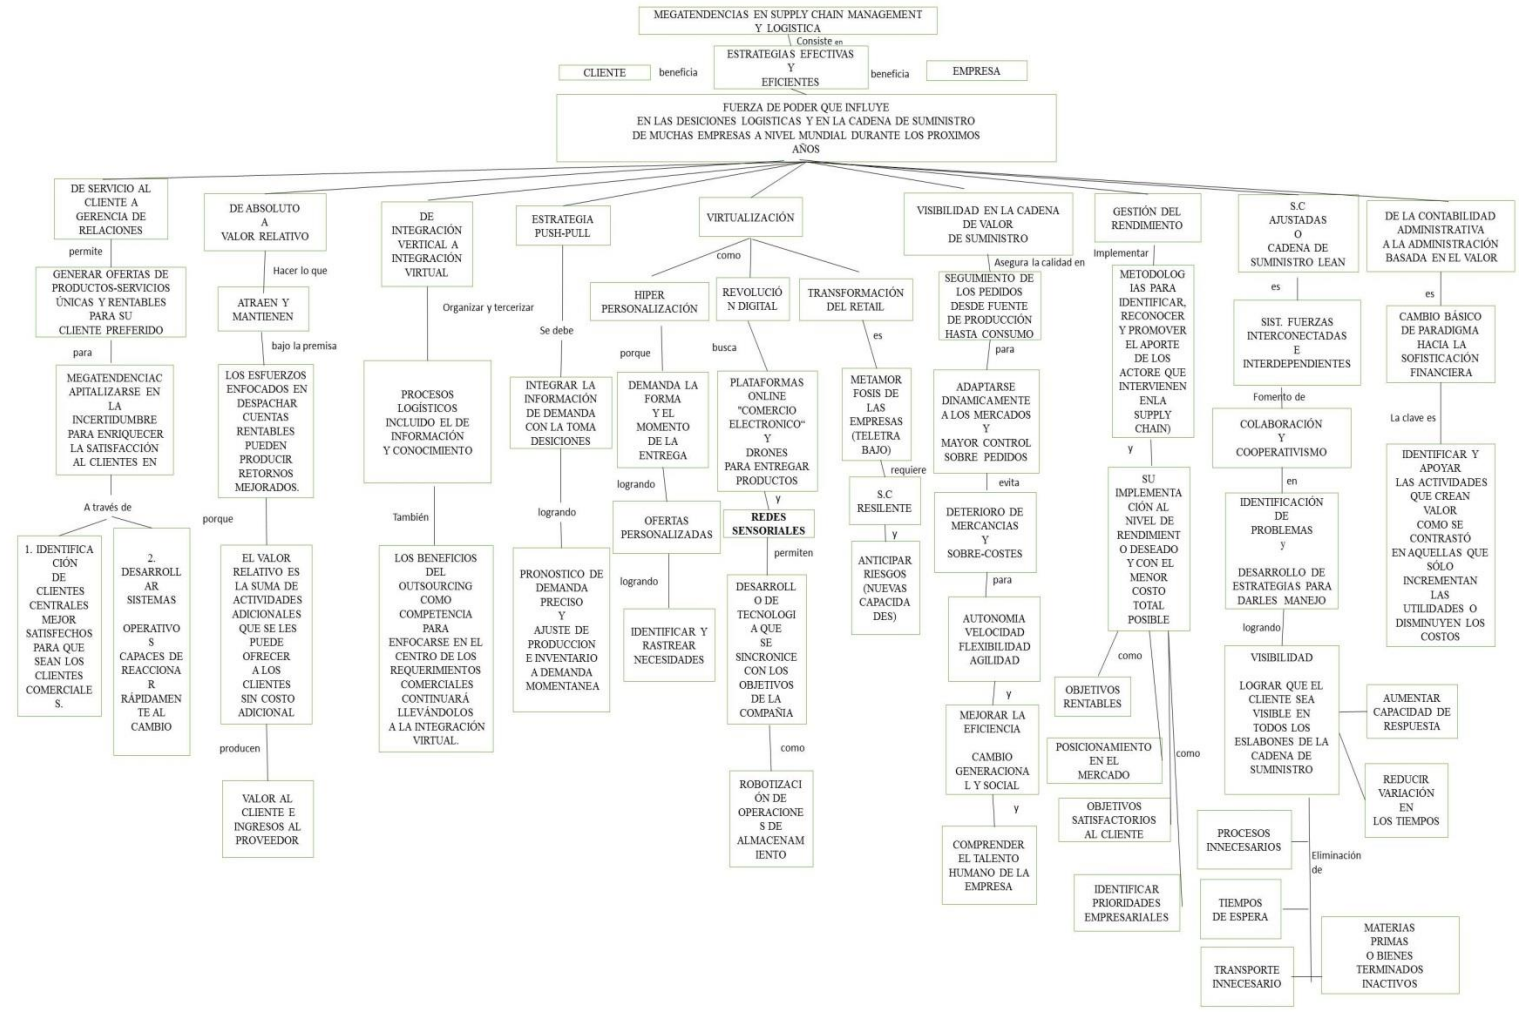 MEGATENDENCIAS EN SUPPLY CHAIN MANAGEMENT
Y LOGISTICA
Consiste en
ESTRATEGIAS EFECTIVAS
Y
EFICIENTES
CLIENTE
beneficia
beneficia
EMPRESA
FUERZA DE PODER QUE INFLUYE
EN LAS DESICIONES LOGISTICAS Y EN LA CADENA DE SUMINISTRO
DE MUCHAS EMPRESAS A NIVEL MUNDIAL DURANTE LOS PROXIMOS
AÑOS
DE SERVICIO AL
CLIENTE A
GERENCIA DE
RELACIONES
permite
GENERAR OFERTAS DE
PRODUCTOS-SERVICIOS
ÚNICAS Y RENTABLES
PARA SU
CLIENTE PREFERIDO
para
MEGATENDENCIAC
APITALIZARSE EN
LA
INCERTIDUMBRE
PARA ENRIQUECER
LA SATISFACCIÓN
AL CLIENTES EN
A través de
1. IDENTIFICA
CIÓN
DE
CLIENTES
CENTRALES
MEJOR
SATISFECHOS
PARA QUE
SEAN LOS
CLIENTES
COMERCIALE
S.
2.
DESARROLL
AR
SISTEMAS
OPERATIVO
S
CAPACES DE
REACCIONA
R
RÁPIDAMEN
TE AL
CAMBIO
DE ABSOLUTO
A
VALOR RELATIVO
Hacer lo que
ATRAEN Y
MANTIENEN
bajo la premisa
LOS ESFUERZOS
ENFOCADOS EN
DESPACHAR
CUENTAS
RENTABLES
PUEDEN
PRODUCIR
RETORNOS
MEJORADOS.
porque
EL VALOR
RELATIVO ES
LA SUMA DE
ACTIVIDADES
ADICIONALES
QUE SE LES
PUEDE
OFRECER
A LOS
CLIENTES
SIN COSTO
ADICIONAL
producen
VALOR AL
CLIENTE E
INGRESOS AL
PROVEEDOR
DE
INTEGRACIÓN
VERTICAL A
INTEGRACIÓN
VIRTUAL
Organizar y tercerizar
PROCESOS
LOGÍSTICOS
INCLUIDO EL DE
INFORMACIÓN
Y CONOCIMIENTO
También
LOS BENEFICIOS
DEL
OUTSOURCING
COMO
COMPETENCIA
PARA
ENFOCARSE EN EL
CENTRO DE LOS
REQUERIMIENTOS
COMERCIALES
CONTINUARÁ
LLEVÁNDOLOS
A LA INTEGRACIÓN
VIRTUAL.
ESTRATEGIA
PUSH-PULL
Se debe
INTEGRAR LA
INFORMACIÓN
DE DEMANDA
CON LA TOMA
DESICIONES
logrando
PRONOSTICO DE
DEMANDA
PRECISO
Y
AJUSTE DE
PRODUCCION
E INVENTARIO
A DEMANDA
MOMENTANEA
VIRTUALIZACIÓN
como
HIPER
PERSONALIZACIÓN
porque
DEMANDA LA
FORMA
Y EL
MOMENTO
DE LA
ENTREGA
logrando
OFERTAS
PERSONALIZADAS
logrando
IDENTIFICAR Y
RASTREAR
NECESIDADES
REVOLUCIÓ
N DIGITAL
busca
PLATAFORMAS
ONLINE
"COMERCIO
ELECTRONICO“
Y
DRONES
PARA ENTREGAR
PRODUCTOS
y
REDES
SENSORIALES
permiten
DESARROLL
O DE
TECNOLOGI
A QUE
SE
SINCRONICE
CON LOS
OBJETIVOS
DE LA
COMPAÑIA
como
ROBOTIZACI
ÓN DE
OPERACIONE
S DE
ALMACENAM
IENTO
TRANSFORMACIÓN
DEL RETAIL
es
METAMOR
FOSIS DE
LAS
EMPRESAS
(TELETRA
BAJO)
requiere
S.C
RESILENTE
y
ANTICIPAR
RIESGOS
(NUEVAS
CAPACIDA
DES)
VISIBILIDAD EN LA CADENA
DE VALOR
DE SUMINISTRO
Asegura la calidad en
SEGUIMIENTO DE
LOS PEDIDOS
DESDE FUENTE
DE PRODUCCIÓN
HASTA CONSUMO
para
ADAPTARSE
DINAMICAMENTE
A LOS MERCADOS
Y
MAYOR CONTROL
SOBRE PEDIDOS
evita
DETERIORO DE
MERCANCIAS
Y
SOBRE-COSTES
para
AUTONOMIA
VELOCIDAD
FLEXIBILIDAD
AGILIDAD
y
MEJORAR LA
EFICIENCIA
CAMBIO
GENERACIONA
L Y SOCIAL
y
COMPRENDER
EL TALENTO
HUMANO DE LA
EMPRESA
GESTIÓN DEL
RENDIMIENTO
Implementar
METODOLOG
IAS PARA
IDENTIFICAR,
RECONOCER
Y PROMOVER
EL APORTE
DE LOS
ACTORE QUE
INTERVIENEN
ENLA
SUPPLY
CHAIN)
y
SU
IMPLEMENTA
CIÓN AL
NIVEL DE
RENDIMIENT
O DESEADO
Y CON EL
MENOR
COSTO
TOTAL
POSIBLE
como
OBJETIVOS
RENTABLES
POSICIONAMIENTO
EN EL
MERCADO
como
OBJETIVOS
SATISFACTORIOS
AL CLIENTE
IDENTIFICAR
PRIORIDADES
EMPRESARIALES
S.C
AJUSTADAS
O
CADENA DE
SUMINISTRO LEAN
es
SIST. FUERZAS
INTERCONECTADAS
E
INTERDEPENDIENTES
Fomento de
COLABORACIÓN
Y
COOPERATIVISMO
en
IDENTIFICACIÓN
DE
PROBLEMAS
y
DESARROLLO DE
ESTRATEGIAS PARA
DARLES MANEJO
logrando
VISIBILIDAD
LOGRAR QUE EL
CLIENTE SEA
VISIBLE EN
TODOS LOS
ESLABONES DE LA
CADENA DE
SUMINISTRO
AUMENTAR
CAPACIDAD DE
RESPUESTA
REDUCIR
VARIACIÓN
EN
LOS TIEMPOS
Eliminación
de
PROCESOS
INNECESARIOS
TIEMPOS
DE ESPERA
TRANSPORTE
INNECESARIO
MATERIAS
PRIMAS
O BIENES
TERMINADOS
INACTIVOS
DE LA CONTABILIDAD
ADMINISTRATIVA
A LA ADMINISTRACIÓN
BASADA EN EL VALOR
es
CAMBIO BÁSICO
DE PARADIGMA
HACIA LA
SOFISTICACIÓN
FINANCIERA
La clave es
IDENTIFICAR Y
APOYAR
LAS ACTIVIDADES
QUE CREAN
VALOR
COMO SE
CONTRASTÓ
EN AQUELLAS QUE
SÓLO
INCREMENTAN
LAS
UTILIDADES O
DISMINUYEN LOS
COSTOS